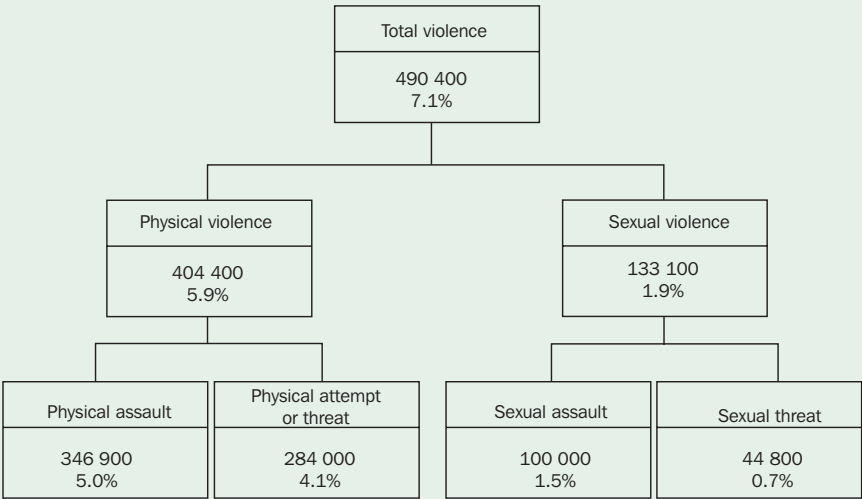 Total violence
490 400
7.1%
Physical violence
404 400
5.9%
Sexual violence
133 100
1.9%
Physical assault
346 900
5.0%
Physical attempt
or threat
284 000
4.1%
Sexual assault
100 000
1.5%
Sexual threat
44 800
0.7%